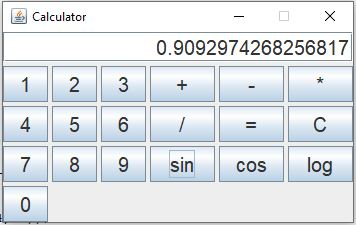 Calculator
0.9092974268256817
1 2 3 + - *
4 5 6 / = C
7 8 9 sin cos log
0